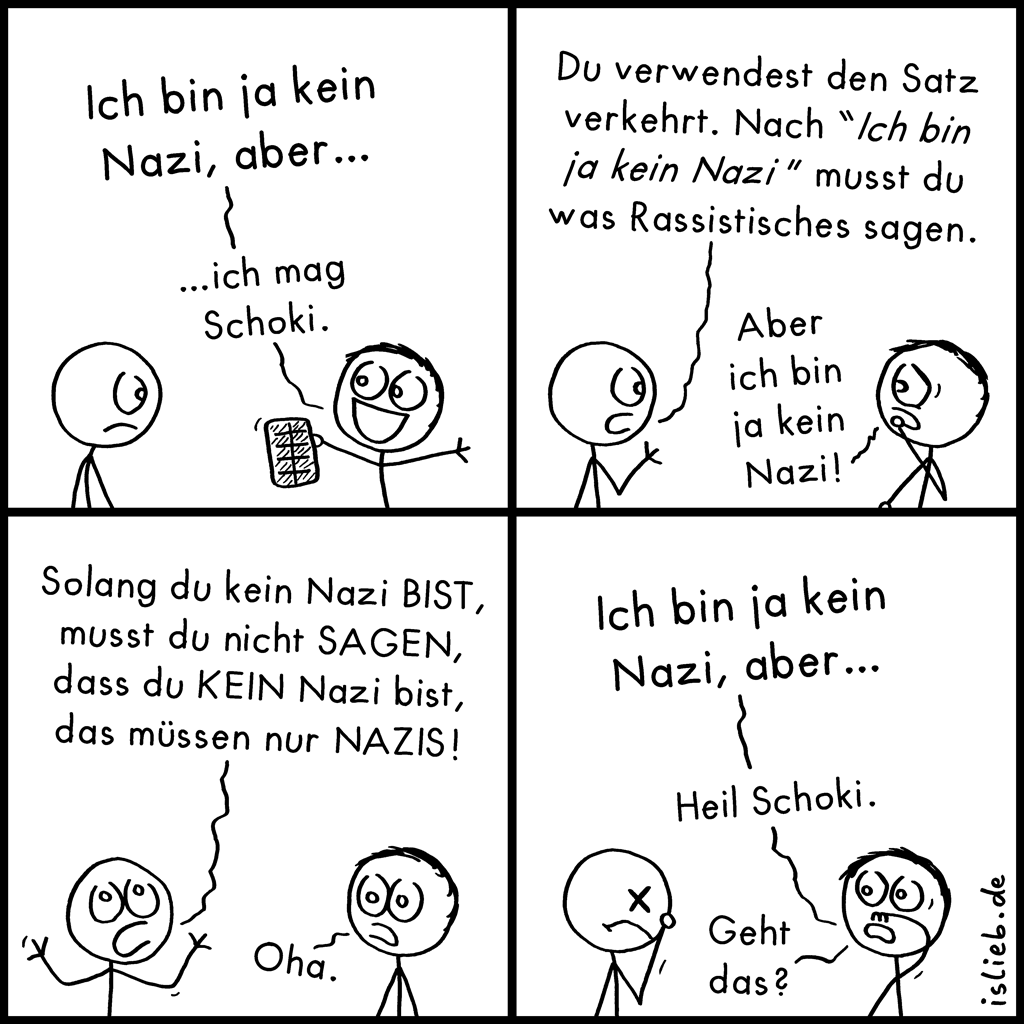 Ich bin ja kein
Nazi, aber...
...ich mag
Schoki.
Du verwendest den Satz
verkehrt. Nach "Ich bin
ja kein Nazi" musst du
was Rassistisches sagen.
Aber
ich bin
ja kein
Nazi!
Solang du kein Nazi BIST,
musst du nicht SAGEN,
dass du KEIN Nazi bist,
das müssen nur NAZIS!
Oha.
Ich bin ja kein
Nazi, aber...
Heil Schoki.
Geht
das?
islieb.de